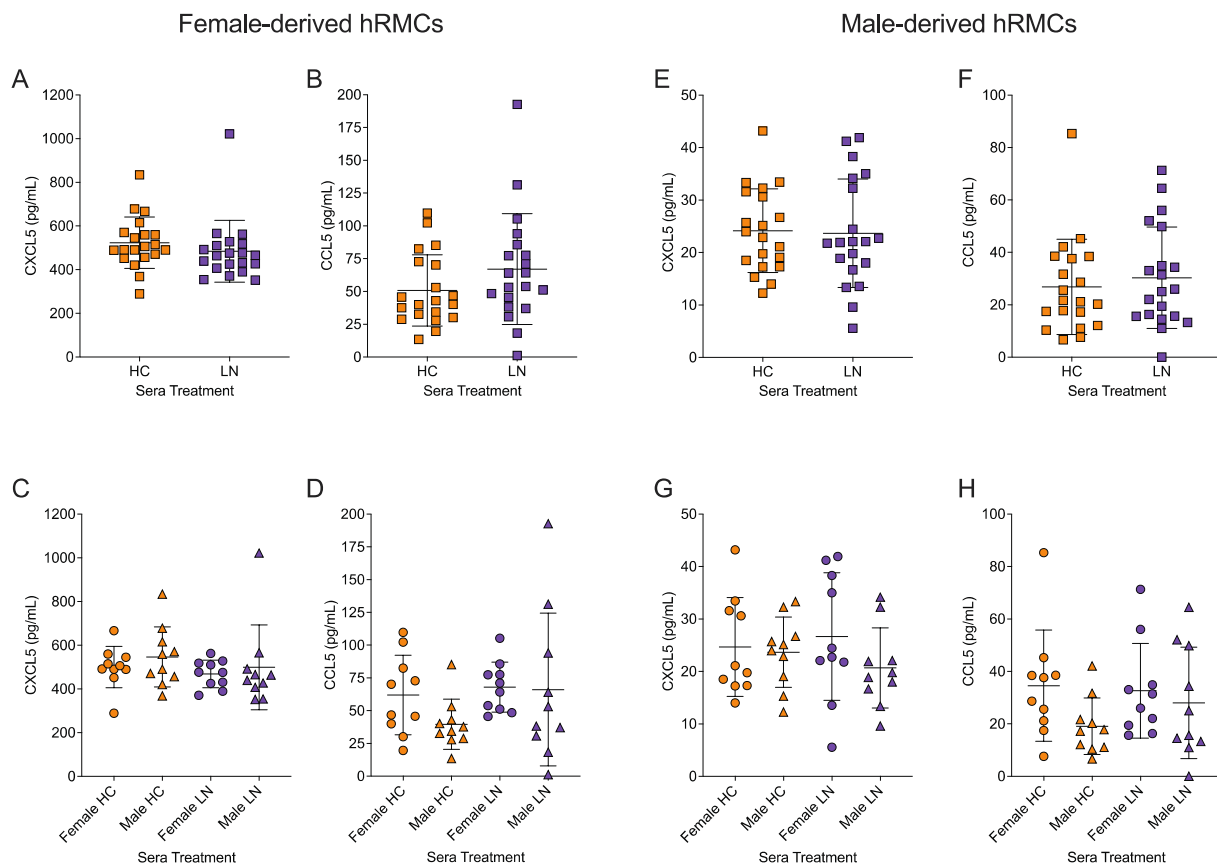 Female-derived hRMCs
Male-derived hRMCs
A
CXCL5 (pg/mL)
1200
1000
800
600
400
200
0
HC
LN
Sera Treatment
B
CCL5 (pg/mL)
200
175
150
125
100
75
50
25
0
HC
LN
Sera Treatment
E
CXCL5 (pg/mL)
50
40
30
20
10
0
HC
LN
Sera Treatment
F
CCL5 (pg/mL)
100
80
60
40
20
0
HC
LN
Sera Treatment
C
CXCL5 (pg/mL)
1200
1000
800
600
400
200
0
Female HC
Male HC
Female LN
Male LN
Sera Treatment
D
CCL5 (pg/mL)
200
175
150
125
100
75
50
25
0
Female HC
Male HC
Female LN
Male LN
Sera Treatment
G
CXCL5 (pg/mL)
50
40
30
20
10
0
Female HC
Male HC
Female LN
Male LN
Sera Treatment
H
CCL5 (pg/mL)
100
80
60
40
20
0
Female HC
Male HC
Female LN
Male LN
Sera Treatment